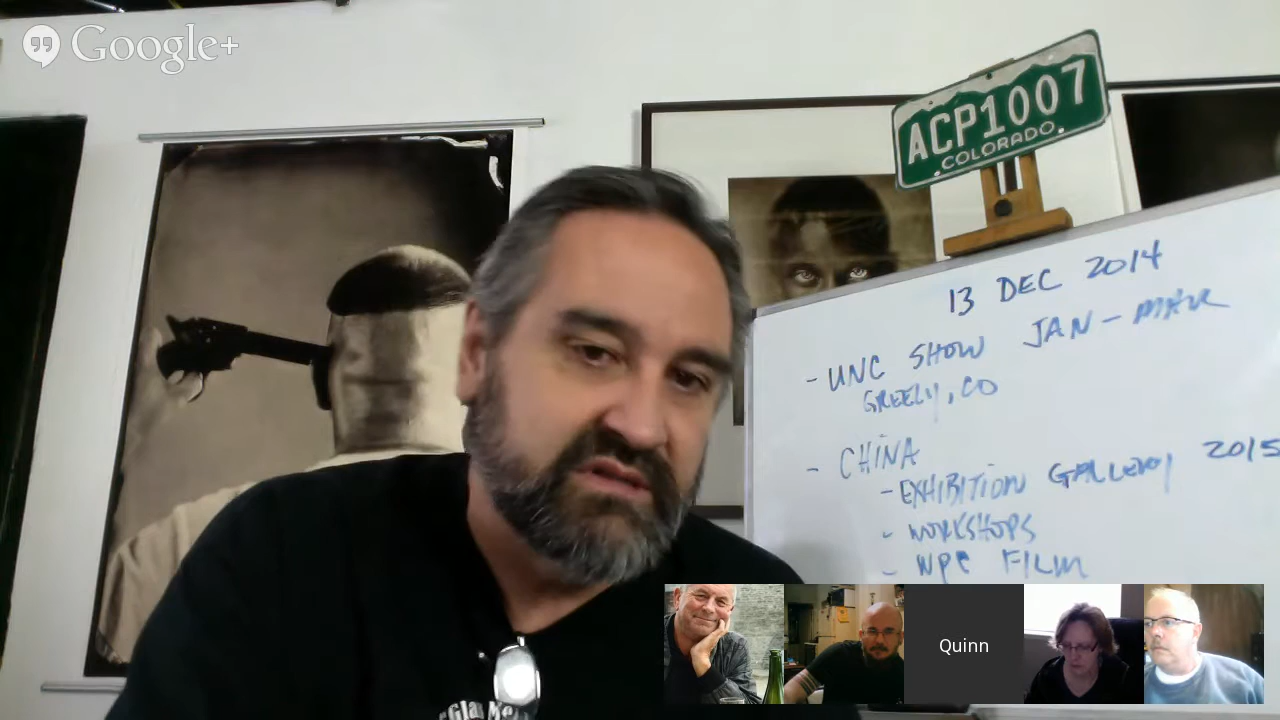 Google+
ACP1007
COLORADO
13 DEC 2014
- UNC SHOW JAN - MAR
GREELY, CO
- CHINA
- EXHIBITION GALLERY 2015
- WORKSHOPS
- WPC FILM
Quinn